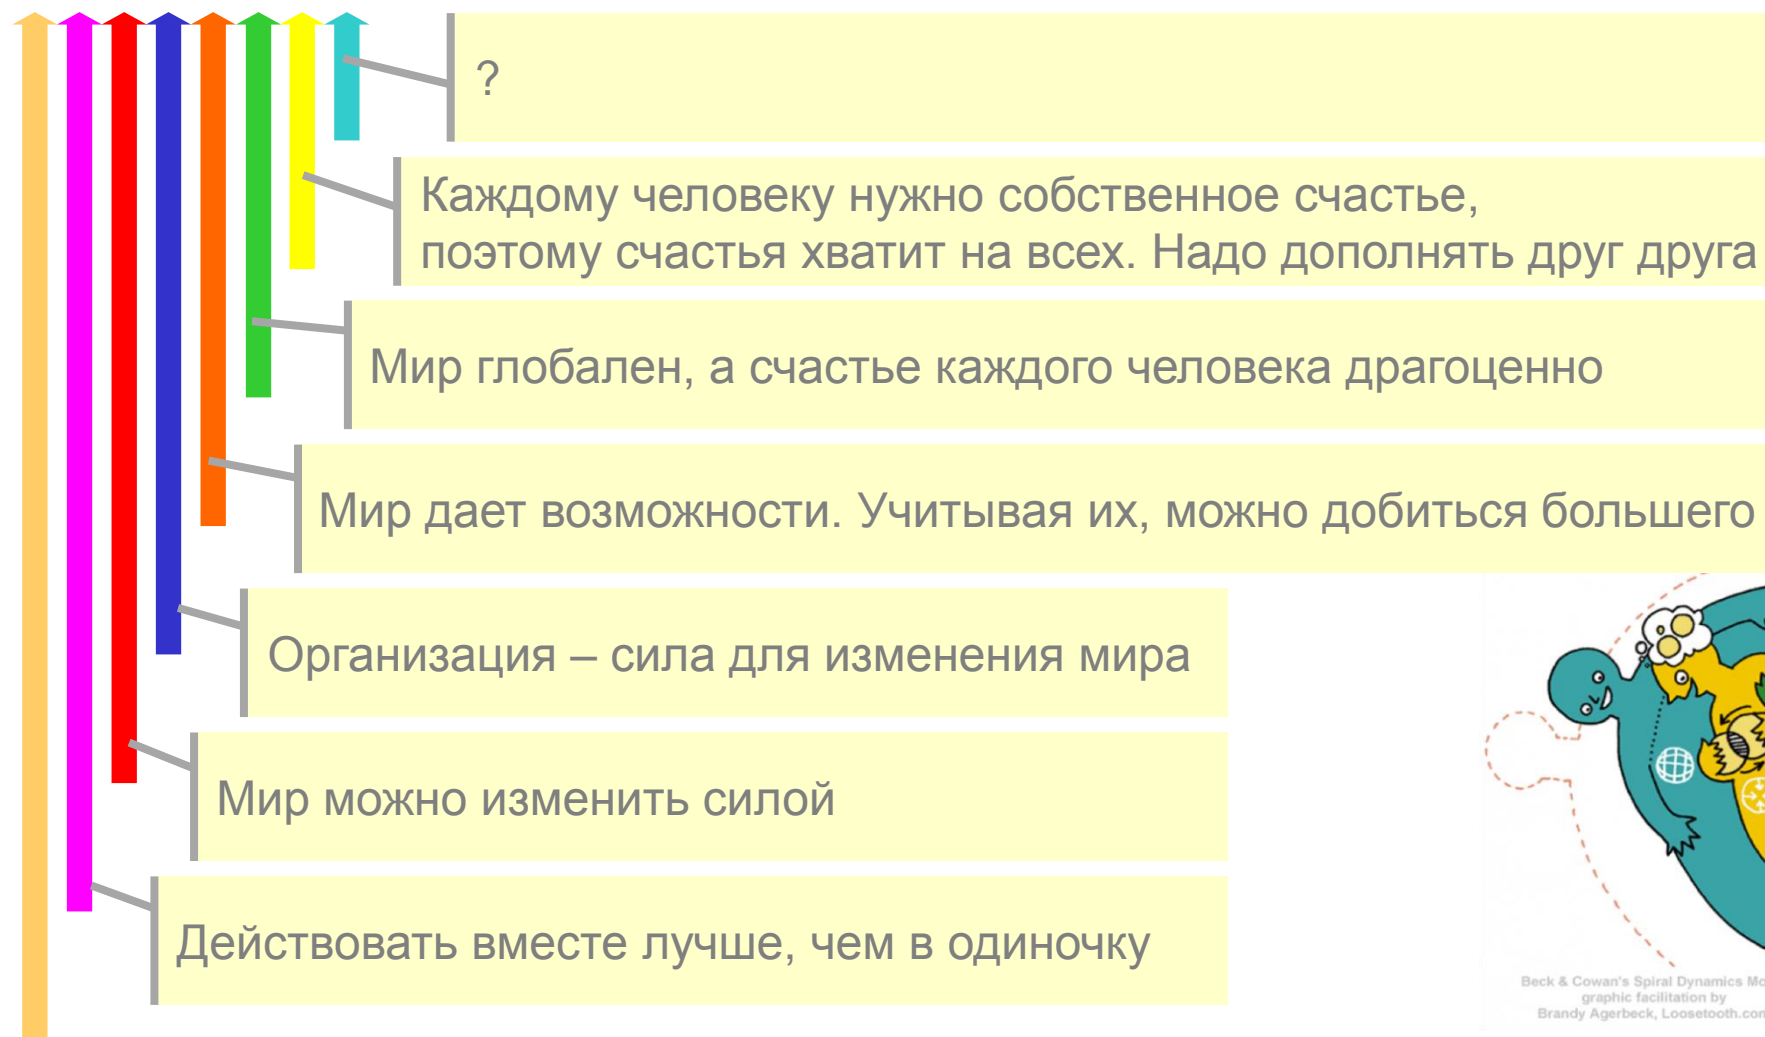 ?
Каждому человеку нужно собственное счастье,
поэтому счастья хватит на всех. Надо дополнять друг друга
Мир глобален, а счастье каждого человека драгоценно
Мир дает возможности. Учитывая их, можно добиться большего
Организация – сила для изменения мира
Мир можно изменить силой
Действовать вместе лучше, чем в одиночку
Beck & Cowan's Spiral Dynamics
graphic facilitation by
Brandy Agerbeck, Loosetooth.com